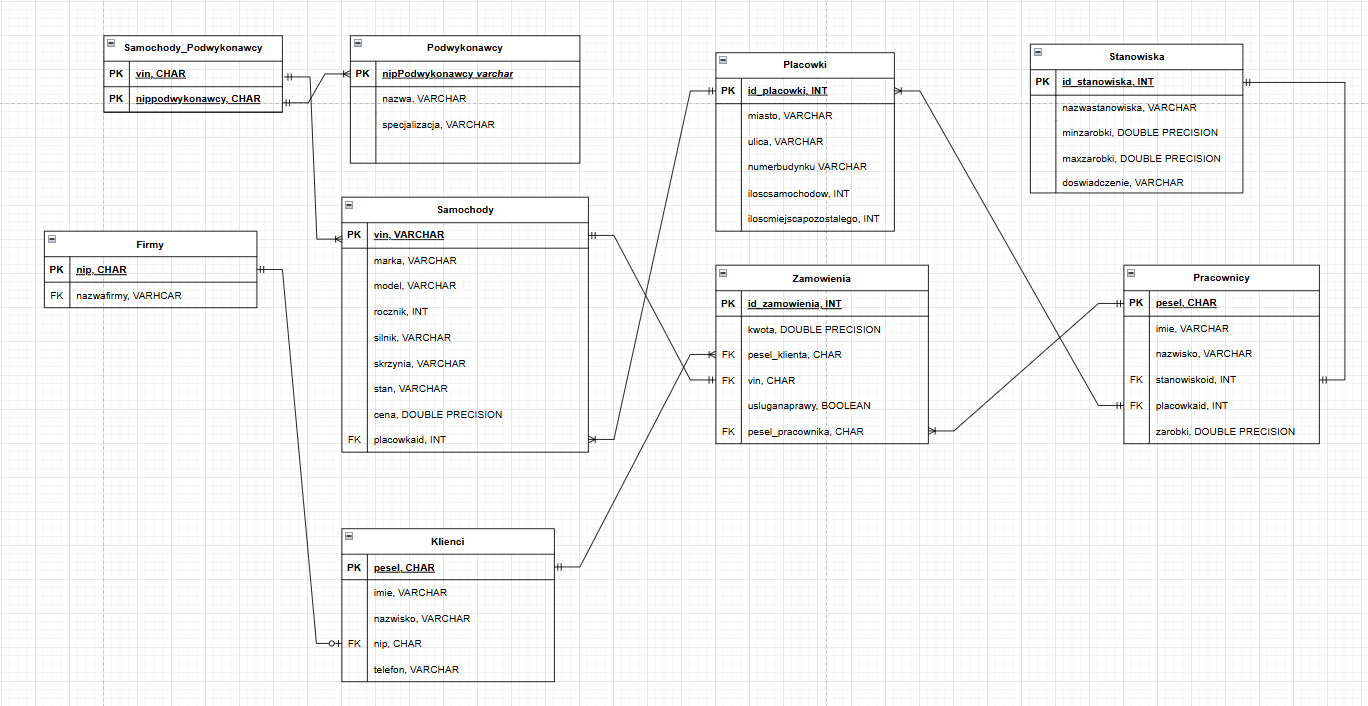 Samochody_Podwykonawcy
PK vin, CHAR
PK nippodwykonawcy, CHAR
Podwykonawcy
PK nipPodwykonawcy varchar
nazwa, VARCHAR
specjalizacja, VARCHAR
Placowki
PK id_placowki, INT
miasto, VARCHAR
ulica, VARCHAR
numerbudynku VARCHAR
iloscsamochodow, INT
iloscmiejscapozostalego, INT
Stanowiska
PK id_stanowiska, INT
nazwastanowiska, VARCHAR
minzarobki, DOUBLE PRECISION
maxzarobki, DOUBLE PRECISION
doswiadczenie, VARCHAR
Firmy
PK nip, CHAR
FK nazwafirmy, VARHCAR
Samochody
PK vin, VARCHAR
marka, VARCHAR
model, VARCHAR
rocznik, INT
silnik, VARCHAR
skrzynia, VARCHAR
stan, VARCHAR
cena, DOUBLE PRECISION
FK placowkaid, INT
Zamowienia
PK id_zamowienia, INT
kwota, DOUBLE PRECISION
FK pesel_klienta, CHAR
FK vin, CHAR
usluganaprawy, BOOLEAN
FK pesel_pracownika, CHAR
Pracownicy
PK pesel, CHAR
imie, VARCHAR
nazwisko, VARCHAR
FK stanowiskoid, INT
FK placowkaid, INT
zarobki, DOUBLE PRECISION
Klienci
PK pesel, CHAR
imie, VARCHAR
nazwisko, VARCHAR
FK nip, CHAR
telefon, VARCHAR